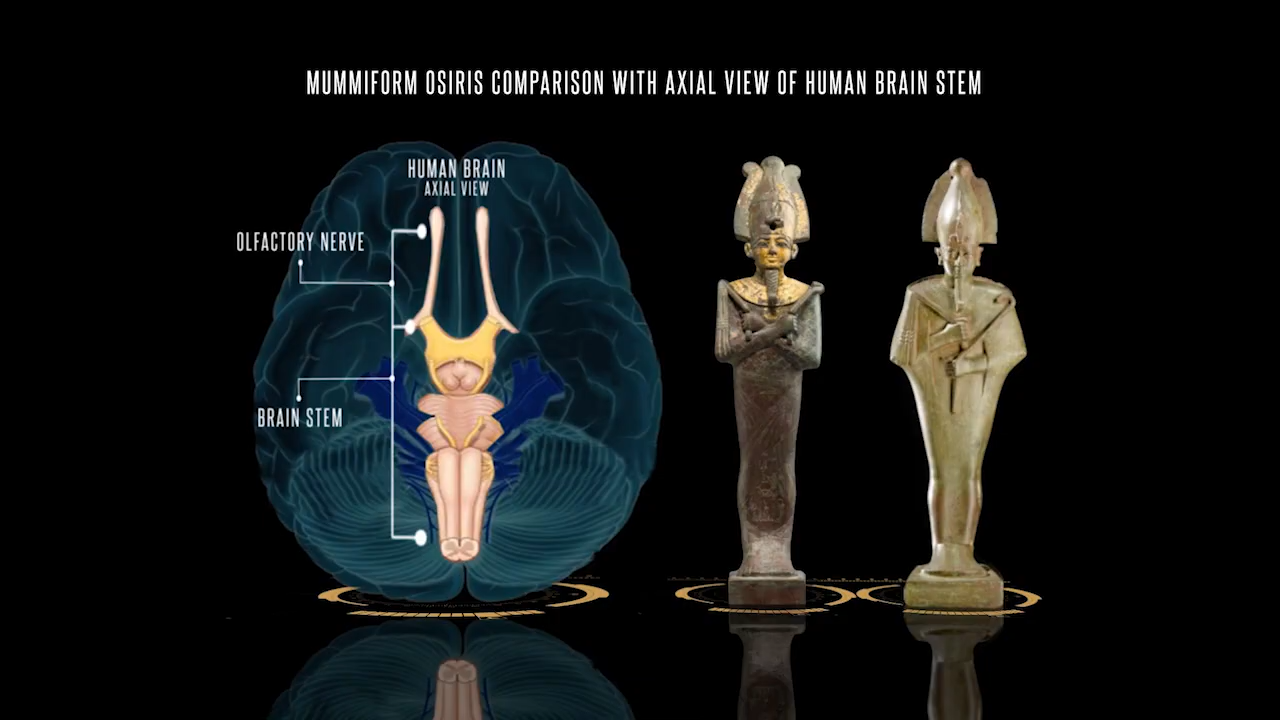 MUMMIFORM OSIRIS COMPARISON WITH AXIAL VIEW OF HUMAN BRAIN STEM
HUMAN BRAIN
AXIAL VIEW
OLFACTORY NERVE
BRAIN STEM